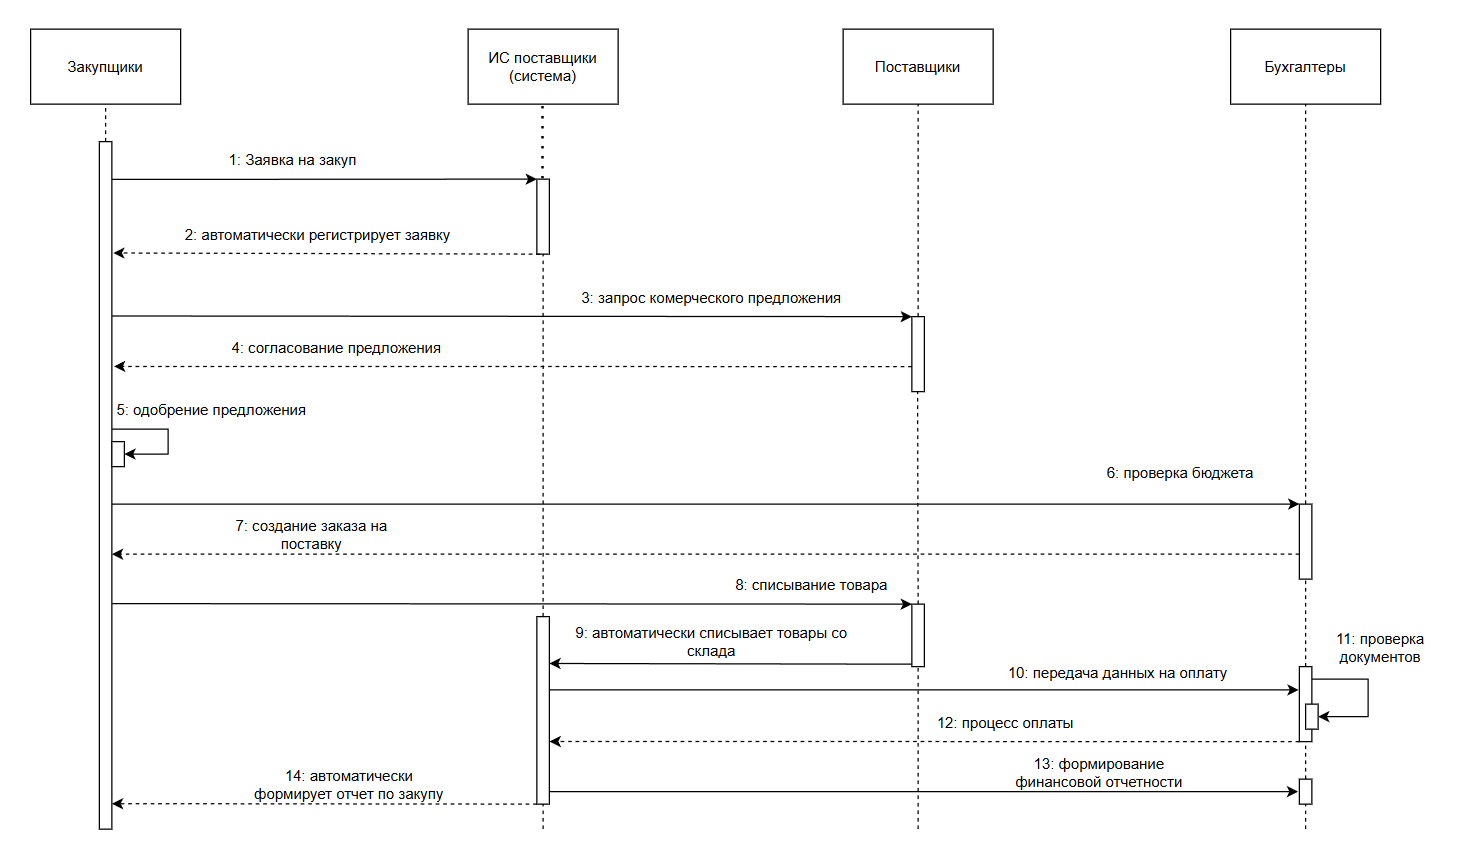 Закупщики
ИС поставщики
(система)
Поставщики
Бухгалтеры
1: Заявка на закуп
2: автоматически регистрирует заявку
3: запрос комерческого предложения
4: согласование предложения
5: одобрение предложения
6: проверка бюджета
7: создание заказа на
поставку
8: списывание товара
9: автоматически списывает товары со
склада
10: передача данных на оплату
11: проверка
документов
12: процесс оплаты
13: формирование
финансовой отчетности
14: автоматически
формирует отчет по закупу